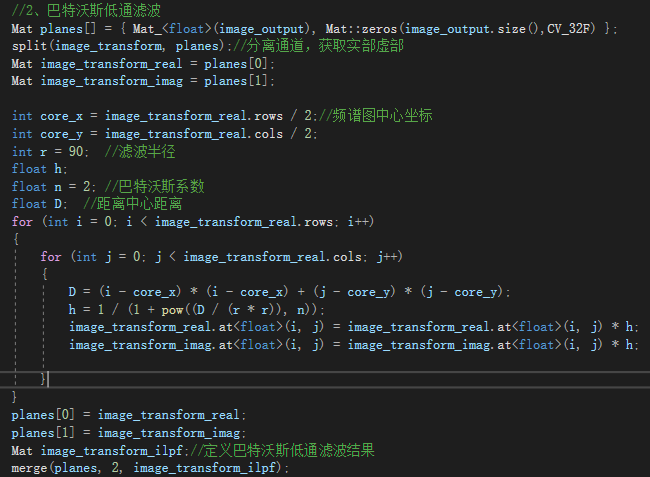 //2、巴特沃斯低通滤波
Mat planes[] = { Mat_<float>(image_output), Mat::zeros(image_output.size(),CV_32F) };
split(image_transform, planes);//分离通道，获取实部虚部
Mat image_transform_real = planes[0];
Mat image_transform_imag = planes[1];
int core_x = image_transform_real.rows / 2;//频谱图中心坐标
int core_y = image_transform_real.cols / 2;
int r = 90;  //滤波半径
float h;
float n = 2; //巴特沃斯系数
float D;  //距离中心距离
for (int i = 0; i < image_transform_real.rows; i++)
{
for (int j = 0; j < image_transform_real.cols; j++)
{
D = (i - core_x) * (i - core_x) + (j - core_y) * (j - core_y);
h = 1 / (1 + pow((D / (r * r)), n));
image_transform_real.at<float>(i, j) = image_transform_real.at<float>(i, j) * h;
image_transform_imag.at<float>(i, j) = image_transform_imag.at<float>(i, j) * h;
}
}
planes[0] = image_transform_real;
planes[1] = image_transform_imag;
Mat image_transform_ilpf;//定义巴特沃斯低通滤波结果
merge(planes, 2, image_transform_ilpf);